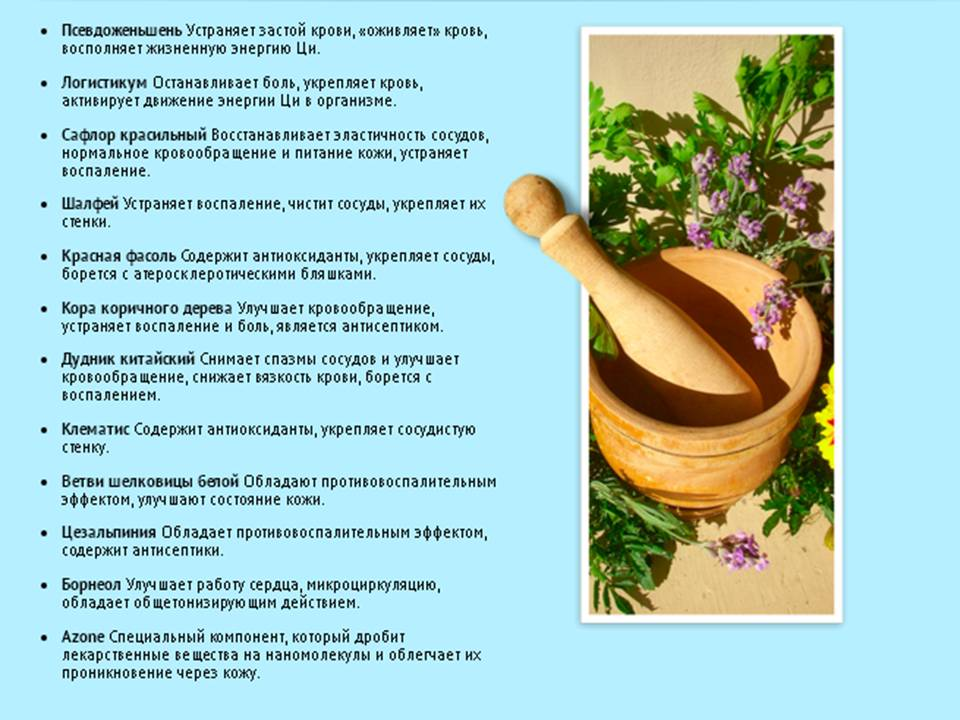 • Псевдоженьшень Устраняет застой крови, «оживляет» кровь,
восполняет жизненную энергию Ци.
• Логистикум Останавливает боль, укрепляет кровь,
активирует движение энергии Ци в организме.
• Сафлор красильный Восстанавливает эластичность сосудов,
нормальное кровообращение и питание кожи, устраняет
воспаление.
• Шалфей Устраняет воспаление, чистит сосуды, укрепляет их
стенки.
• Красная фасоль Содержит антиоксиданты, укрепляет сосуды,
борется с атеросклеротическими бляшками.
• Кора коричного дерева Улучшает кровообращение,
устраняет воспаление и боль, является антисептиком.
• Дудник китайский Снимает спазмы сосудов и улучшает
кровообращение, снижает вязкость крови, борется с
воспалением.
• Клематис Содержит антиоксиданты, укрепляет сосудистую
стенку.
• Ветви шелковицы белой Обладают противовоспалительным
эффектом, улучшают состояние кожи.
• Цезальпиния Обладает противовоспалительным эффектом,
содержит антисептики.
• Борнеол Улучшает работу сердца, микроциркуляцию,
обладает общетонизирующим действием.
• Azone Специальный компонент, который дробит
лекарственные вещества на наномолекулы и облегчает их
проникновение через кожу.